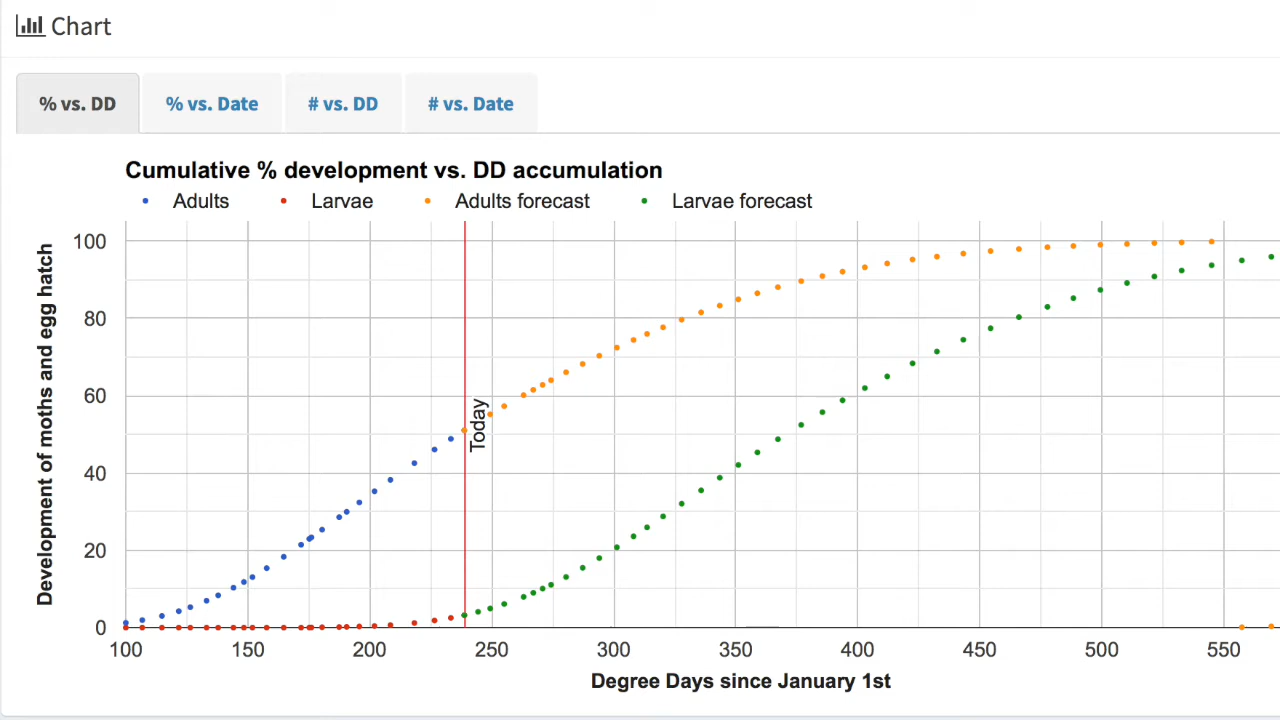 Chart
% vs. DD % vs. Date # vs. DD # vs. Date
Cumulative % development vs. DD accumulation
Adults Larvae Adults forecast Larvae forecast
Development of moths and egg hatch
100
80
60
40
20
0
Today
100 150 200 250 300 350 400 450 500 550
Degree Days since January 1st